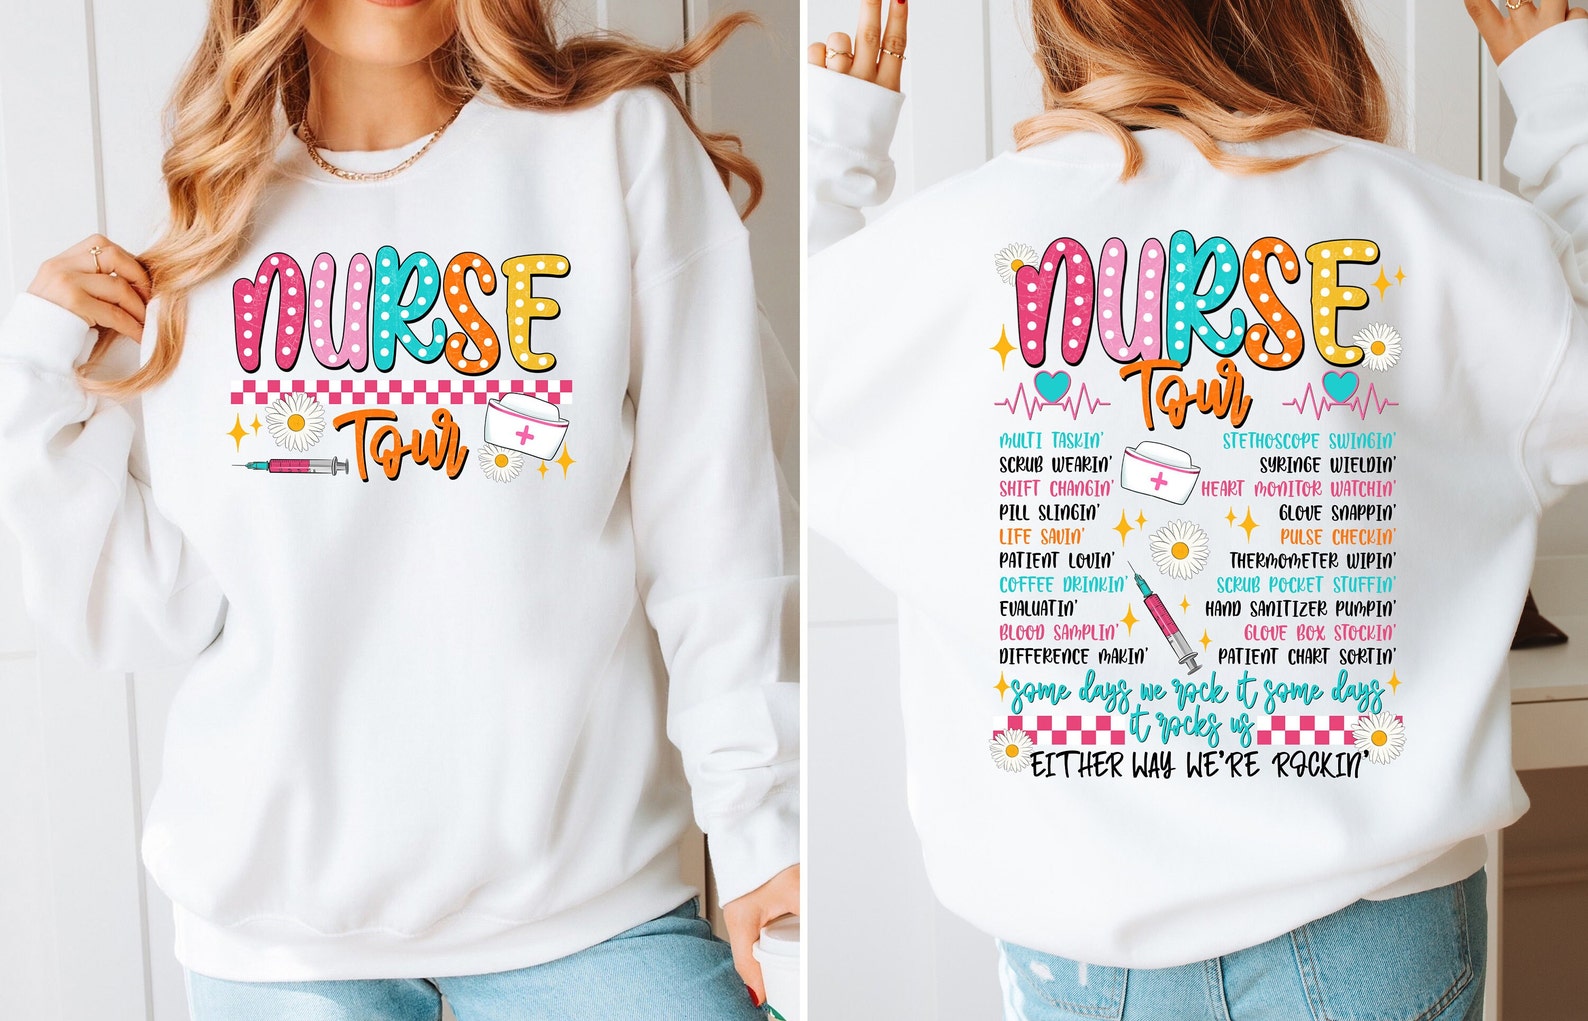 NURSE
Tour
NURSE
Tour
MULTI TASKIN'
SCRUB WEARIN'
SHIFT CHANGIN'
PILL SLINGIN'
LIFE SAVIN'
PATIENT LOVIN'
COFFEE DRINKIN'
EVALUATIN'
BLOOD SAMPLIN'
DIFFERENCE MAKIN'
STETHOSCOPE SWINGIN'
SYRINGE WIELDIN'
HEART MONITOR WATCHIN'
GLOVE SNAPPIN'
PULSE CHECKIN'
THERMOMETER WIPIN'
SCRUB POCKET STUFFIN'
HAND SANITIZER PUMPIN'
GLOVE BOX STOCKIN'
PATIENT CHART SORTIN'
some days we rock it some days
it rocks us
EITHER WAY WE'RE ROCKIN'